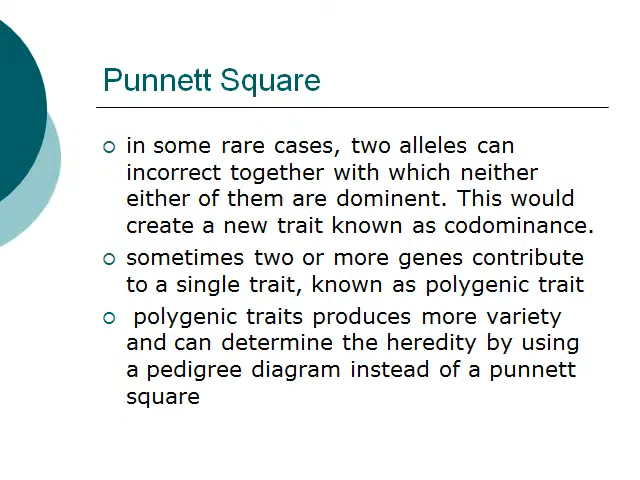 Punnett Square
in some rare cases, two alleles can
incorrect together with which neither
either of them are dominent. This would
create a new trait known as codominance.
sometimes two or more genes contribute
to a single trait, known as polygenic trait
polygenic traits produces more variety
and can determine the heredity by using
a pedigree diagram instead of a punnett
square